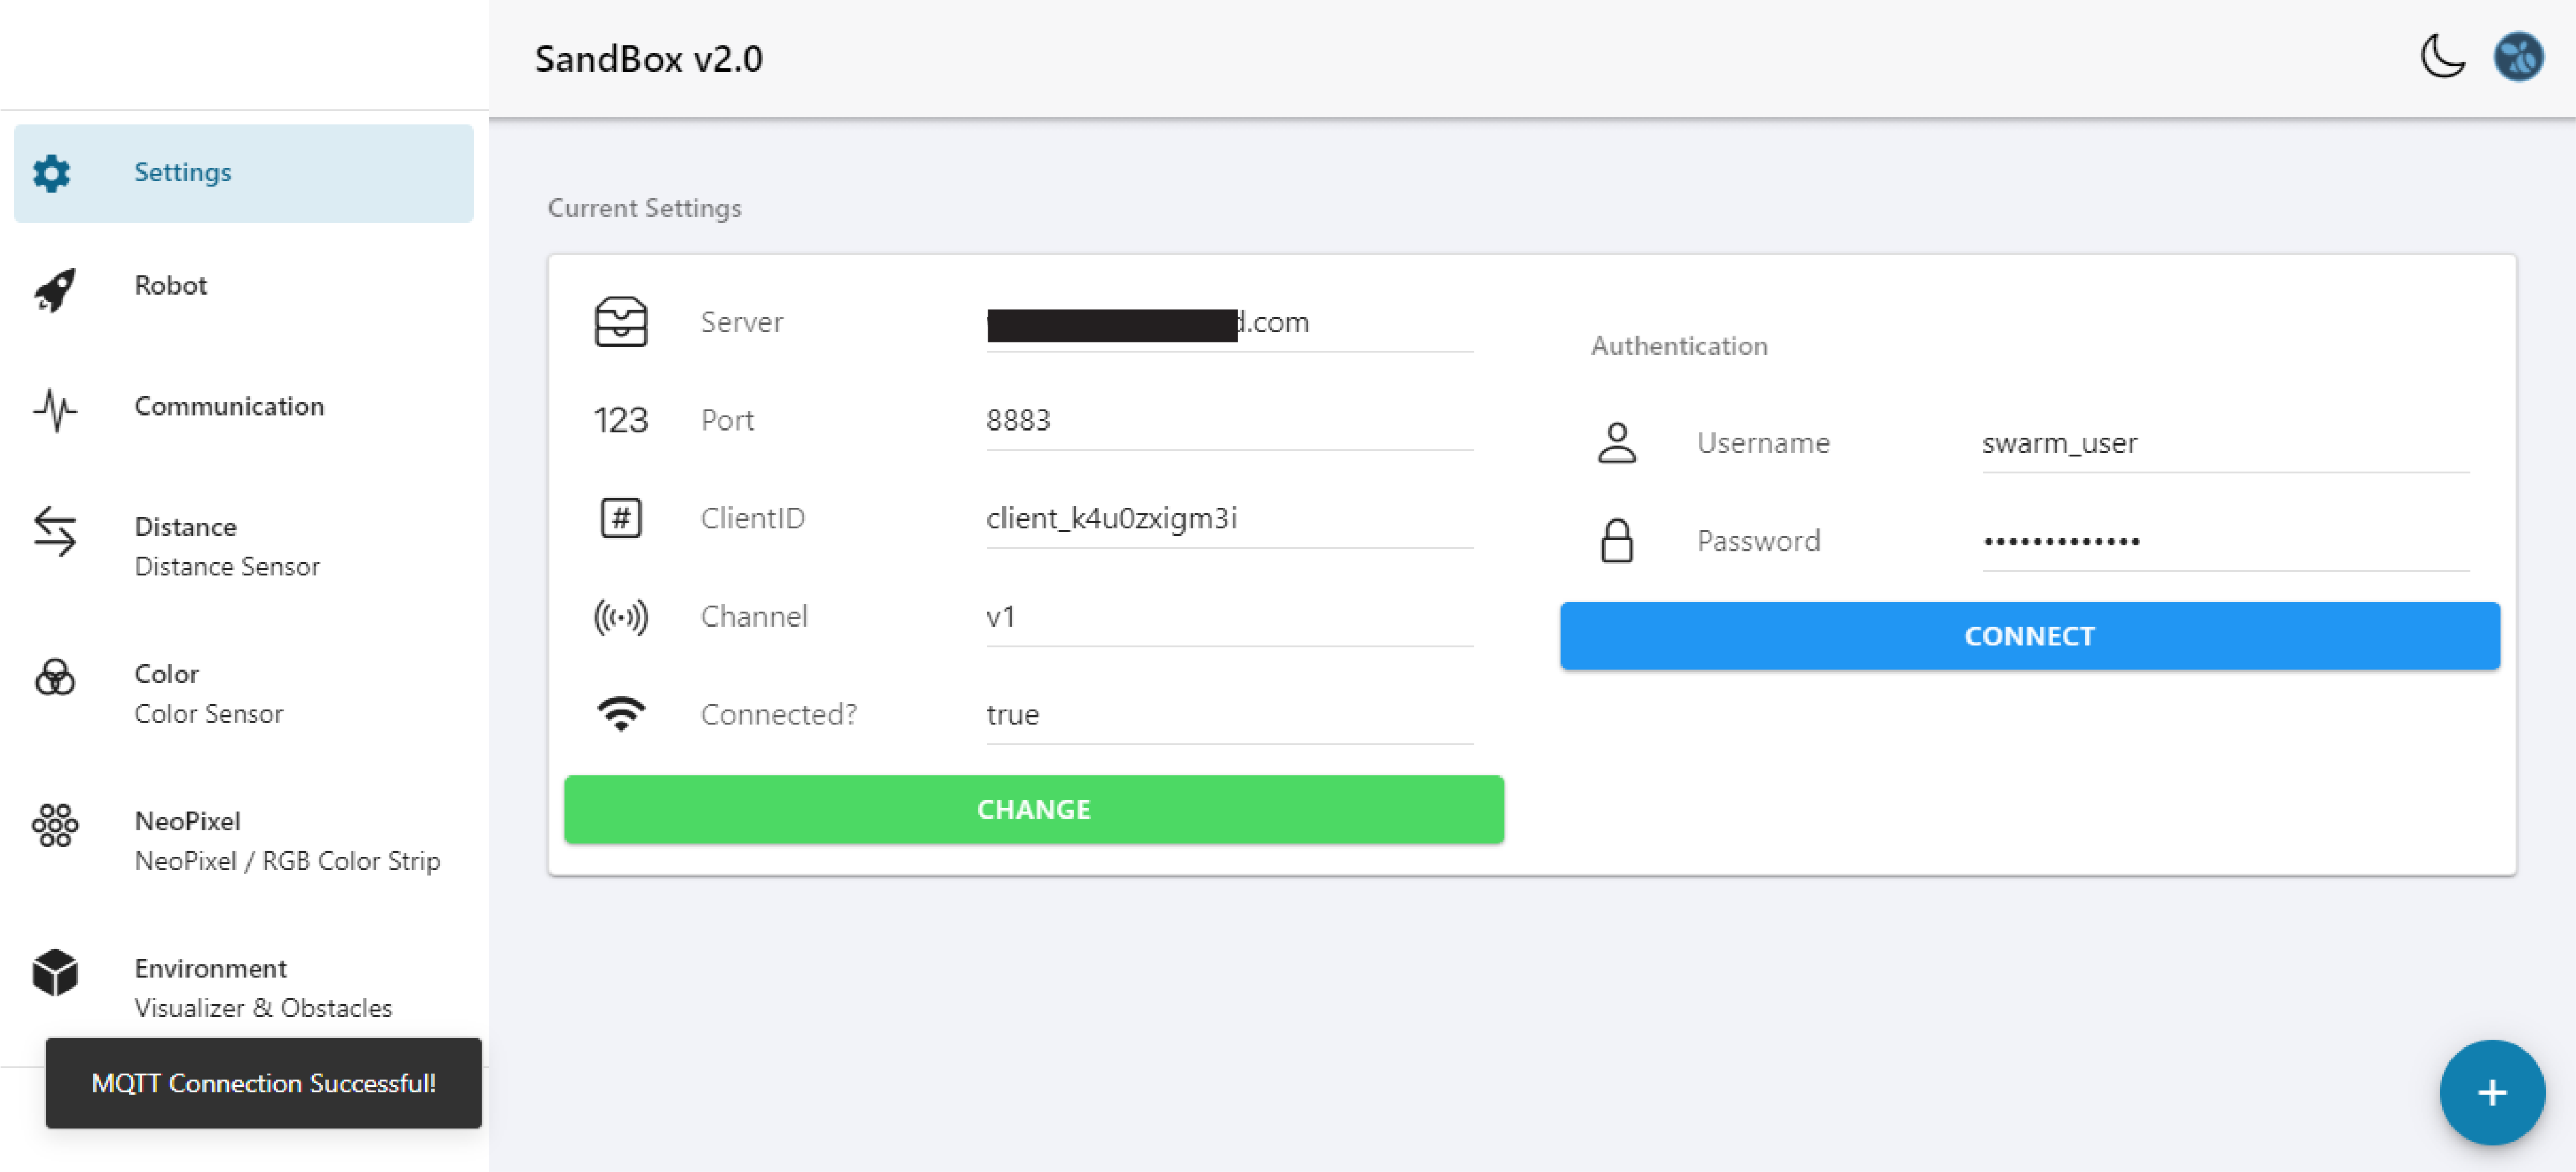 SandBox v2.0
Settings
Robot
Communication
Distance
Distance Sensor
Color
Color Sensor
NeoPixel
NeoPixel / RGB Color Strip
Environment
Visualizer & Obstacles
MQTT Connection Successful!
Current Settings
Server d.com
123 Port 8883
# ClientID client_k4u0zxigm3i
Channel v1
Connected? true
CHANGE
Authentication
Username swarm_user
Password •••••••••••••
CONNECT
+